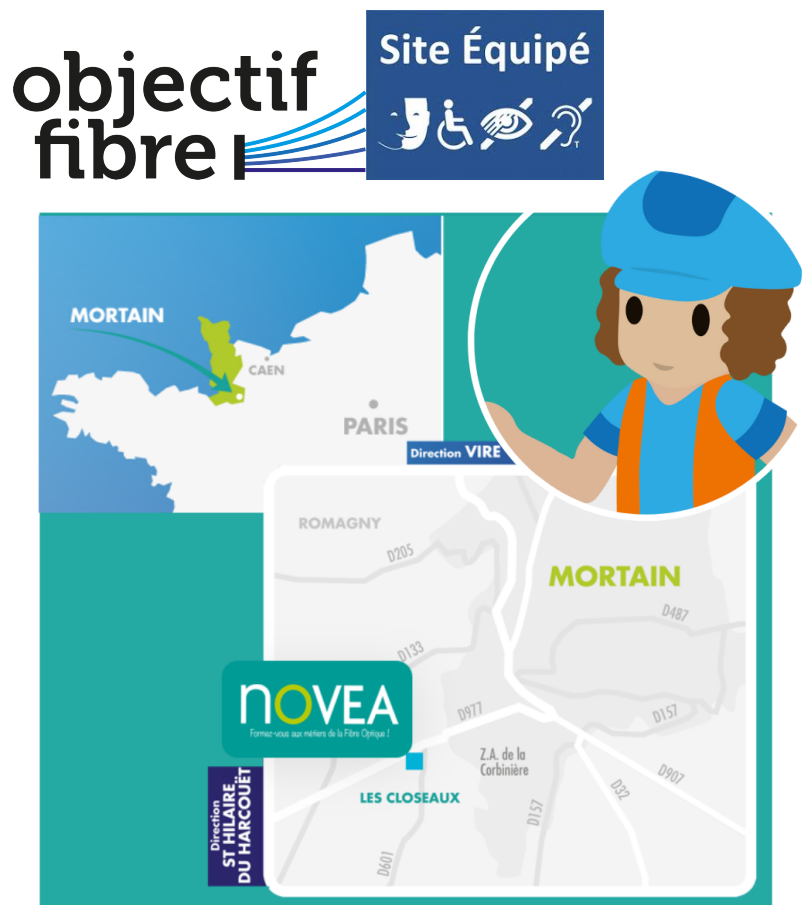 objectif
fibre
Site Équipé
T
MORTAIN
CAEN
PARIS
Direction VIRE
ROMAGNY
D205
MORTAIN
D487
D133
NOVEA
Formez-vous aux métiers de la Fibre Optique !
D977
D157
Z.A. de la
Corbinière
D907
LES CLOSEAUX
D32
D157
Direction
ST HILAIRE
DU HARCOUËT
D601